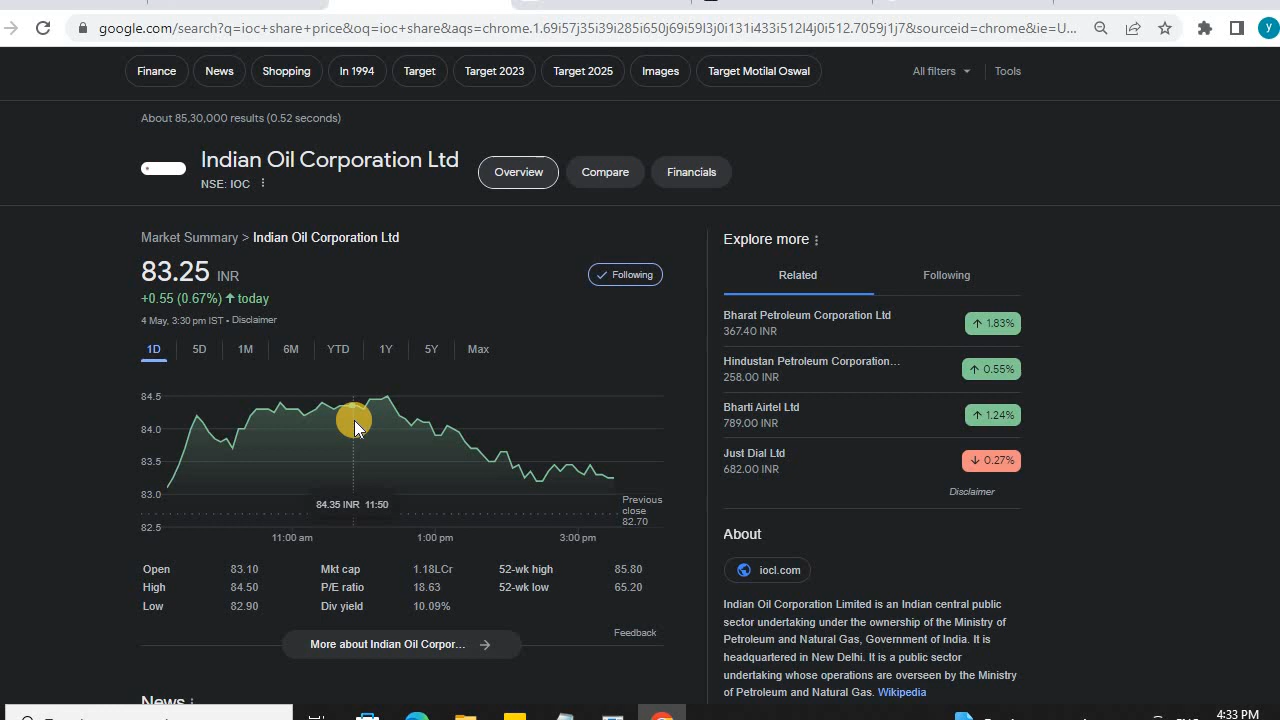 google.com/search?q=ioc+share+price&oq=ioc+share&aqs=chrome.1.69i57j35i39i285i650j69i59l3j0i131i433i512l4j0i512.7059j1j7&sourceid=chrome&ie=U...
y
Finance
News
Shopping
In 1994
Target
Target 2023
Target 2025
Images
Target Motilal Oswal
All filters
Tools
About 85,30,000 results (0.52 seconds)
Indian Oil Corporation Ltd
NSE: IOC
Overview
Compare
Financials
Market Summary > Indian Oil Corporation Ltd
83.25 INR
+0.55 (0.67%) today
4 May, 3:30 pm IST • Disclaimer
Following
1D
5D
1M
6M
YTD
1Y
5Y
Max
84.5
84.0
83.5
83.0
82.5
84.35 INR 11:50
Previous
close
82.70
11:00 am
1:00 pm
3:00 pm
Open 83.10
High 84.50
Low 82.90
Mkt cap 1.18LCr
P/E ratio 18.63
Div yield 10.09%
52-wk high 85.80
52-wk low 65.20
Feedback
More about Indian Oil Corpor...
News
Explore more
Related
Following
Bharat Petroleum Corporation Ltd
367.40 INR
1.83%
Hindustan Petroleum Corporation...
258.00 INR
0.55%
Bharti Airtel Ltd
789.00 INR
1.24%
Just Dial Ltd
682.00 INR
0.27%
Disclaimer
About
iocl.com
Indian Oil Corporation Limited is an Indian central public
sector undertaking under the ownership of the Ministry of
Petroleum and Natural Gas, Government of India. It is
headquartered in New Delhi. It is a public sector
undertaking whose operations are overseen by the Ministry
of Petroleum and Natural Gas. Wikipedia
4:33 PM